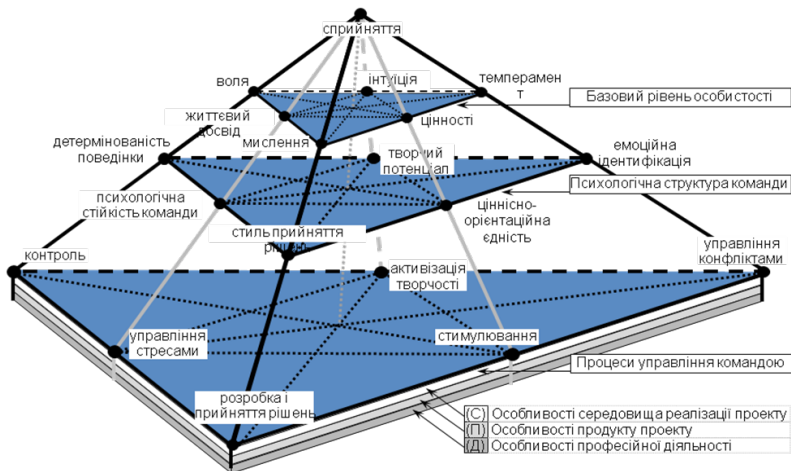 сприйняття
воля
інтуїція
темперамен
т
Базовий рівень особистості
життєвий
досвід
цінності
мислення
детермінованість
поведінки
творчий
потенціал
емоційна
ідентифікація
Психологічна структура команди
психологічна
стійкість команди
ціннісно-
орієнтаційна
єдність
стиль прийняття
рішень
контроль
активізація
творчості
управління
конфліктами
управління
стресами
стимулювання
Процеси управління командою
розробка і
прийняття рішень
(С) Особливості середовища реалізації проекту
(П) Особливості продукту проекту
(Д) Особливості професійної діяльності